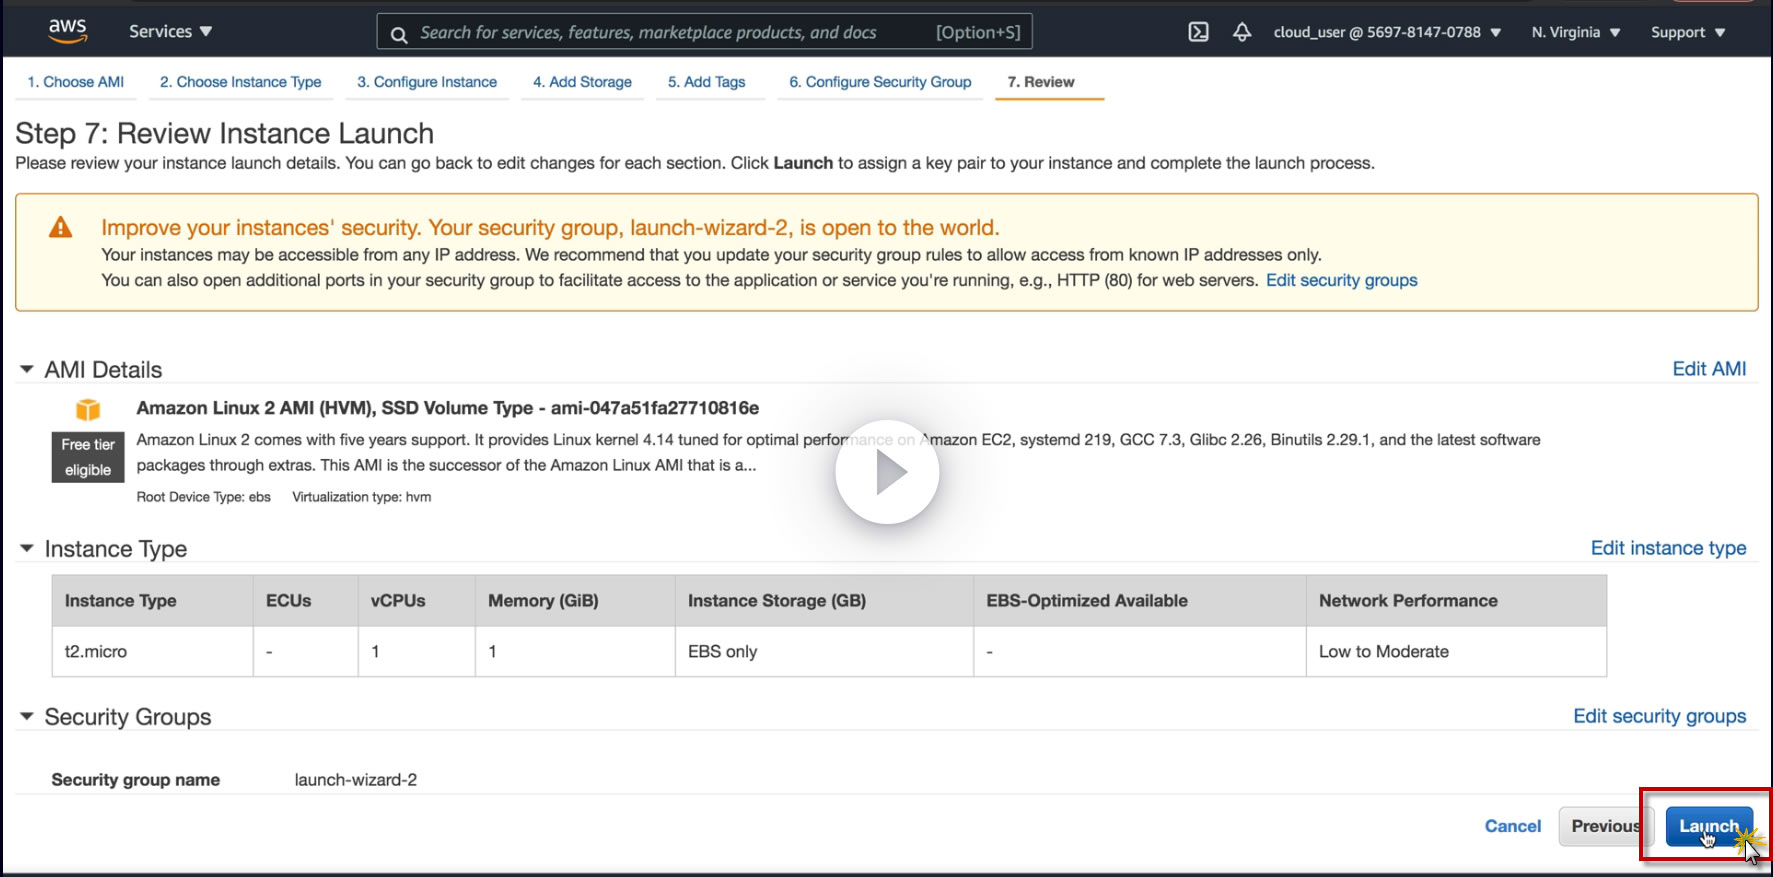 aws
Services
Search for services, features, marketplace products, and docs [Option+S]
cloud_user @ 5697-8147-0788
N. Virginia
Support
1. Choose AMI
2. Choose Instance Type
3. Configure Instance
4. Add Storage
5. Add Tags
6. Configure Security Group
7. Review
Step 7: Review Instance Launch
Please review your instance launch details. You can go back to edit changes for each section. Click Launch to assign a key pair to your instance and complete the launch process.
Improve your instances' security. Your security group, launch-wizard-2, is open to the world.
Your instances may be accessible from any IP address. We recommend that you update your security group rules to allow access from known IP addresses only.
You can also open additional ports in your security group to facilitate access to the application or service you're running, e.g., HTTP (80) for web servers. Edit security groups
AMI Details
Edit AMI
Amazon Linux 2 AMI (HVM), SSD Volume Type - ami-047a51fa27710816e
Free tier
eligible
Amazon Linux 2 comes with five years support. It provides Linux kernel 4.14 tuned for optimal performance on Amazon EC2, systemd 219, GCC 7.3, Glibc 2.26, Binutils 2.29.1, and the latest software
packages through extras. This AMI is the successor of the Amazon Linux AMI that is a...
Root Device Type: ebs Virtualization type: hvm
Instance Type
Edit instance type
Instance Type ECUs vCPUs Memory (GiB) Instance Storage (GB) EBS-Optimized Available Network Performance
t2.micro - 1 1 EBS only - Low to Moderate
Security Groups
Edit security groups
Security group name launch-wizard-2
Cancel
Previous
Launch